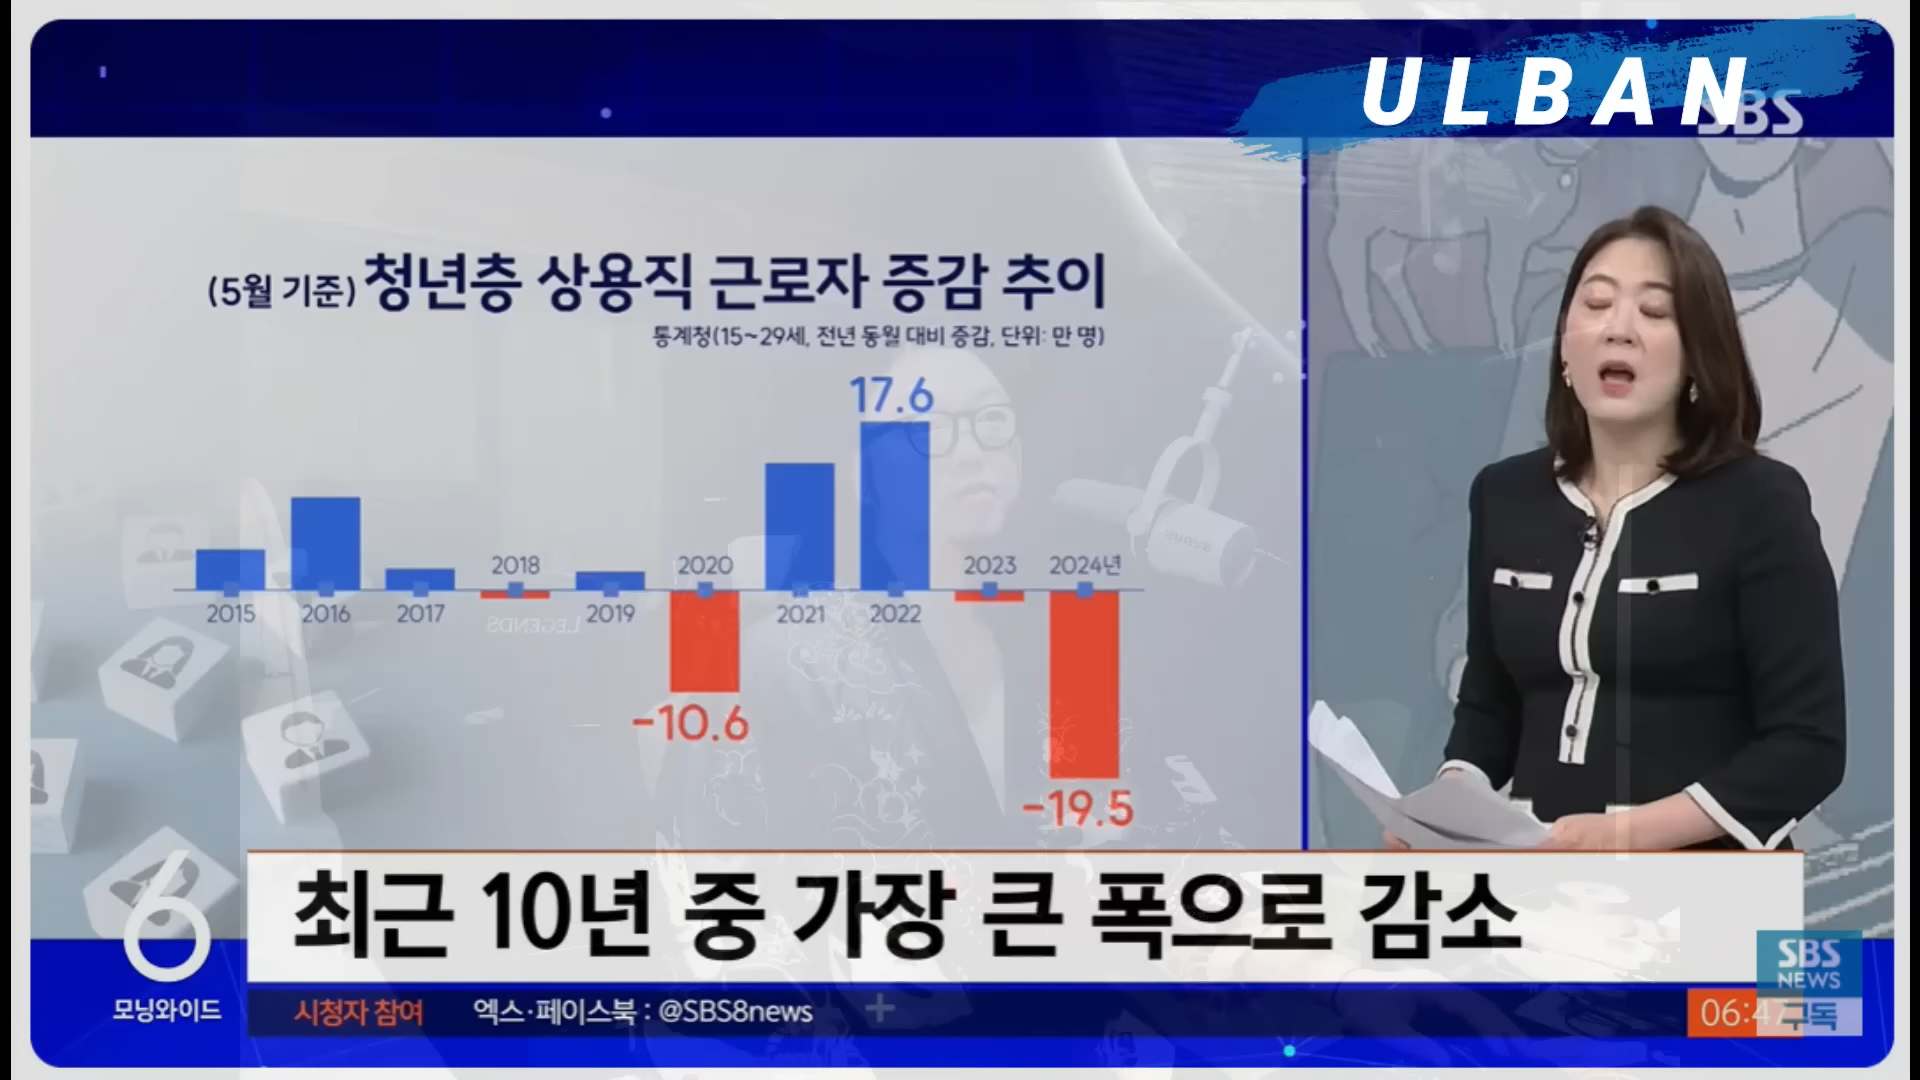 ULBAN
SBS
(5월 기준) 청년층 상용직 근로자 증감 추이
통계청(15~29세, 전년 동월 대비 증감, 단위: 만 명)
17.6
2018 2020 2023 2024년
2015 2016 2017 2019 2021 2022
LEGENDS
-10.6
-19.5
6
최근 10년 중 가장 큰 폭으로 감소
SBS
NEWS
모닝와이드
시청자 참여 엑스·페이스북 : @SBS8news
06:47
구독